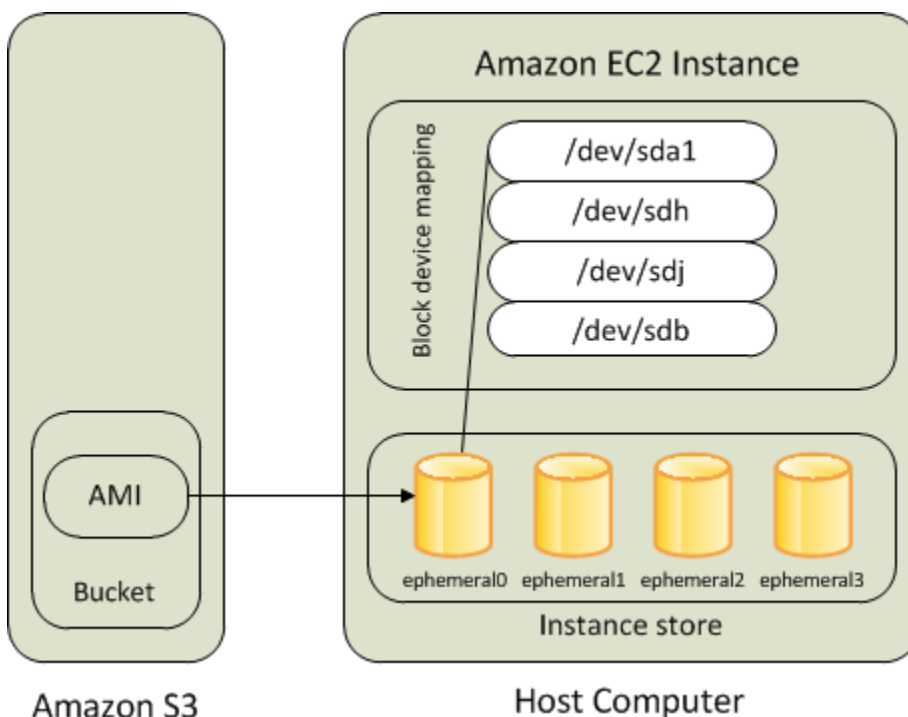 Amazon EC2 Instance
Block device mapping
/dev/sda1
/dev/sdh
/dev/sdj
/dev/sdb
AMI
Bucket
ephemeral0
ephemeral1
ephemeral2
ephemeral3
Instance store
Amazon S3
Host Computer